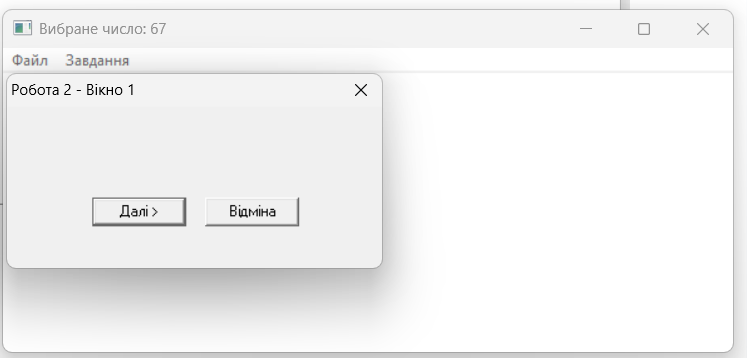 Вибране число: 67
Файл Завдання
Робота 2 - Вікно 1
Далі > Відміна